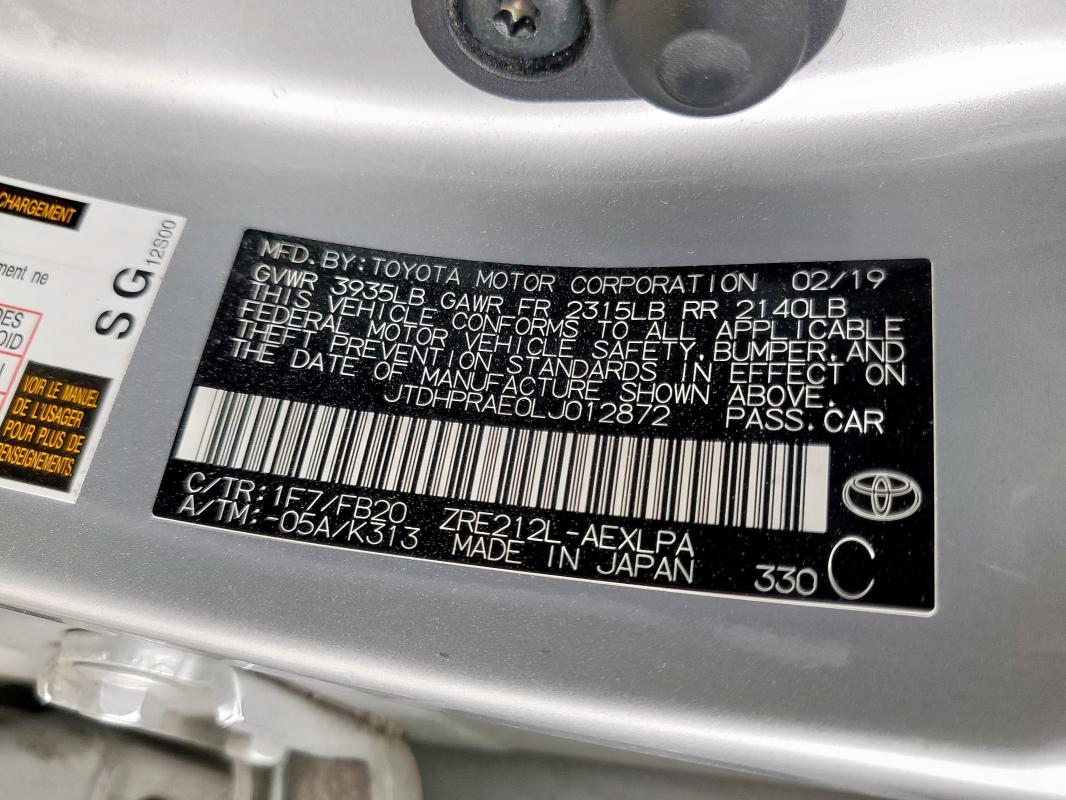 CHARGEMENT
ment ne
DES
OID
SG
12S00
VOIR LE MANUEL
DE L'USAGER
POUR PLUS DE
RENSEIGNEMENTS.
MFD. BY: TOYOTA MOTOR CORPORATION 02/19
GVWR 3935LB GAWR FR 2315LB RR 2140LB
THIS VEHICLE CONFORMS TO ALL APPLICABLE
FEDERAL MOTOR VEHICLE SAFETY, BUMPER, AND
THEFT PREVENTION STANDARDS IN EFFECT ON
THE DATE OF MANUFACTURE SHOWN ABOVE.
JTDHPRAE0LJ012872 PASS. CAR
C/TR: 1F7/FB20 ZRE212L-AEXLPA
A/TM: -05A/K313 MADE IN JAPAN
330 C